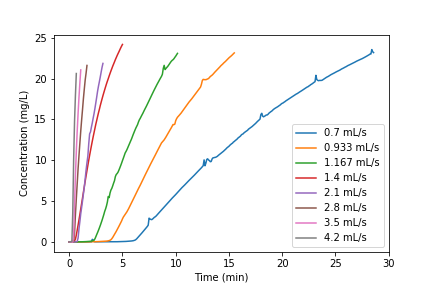 25
20
15
10
5
0
Concentration (mg/L)
0.7 mL/s
0.933 mL/s
1.167 mL/s
1.4 mL/s
2.1 mL/s
2.8 mL/s
3.5 mL/s
4.2 mL/s
0 5 10 15 20 25 30
Time (min)